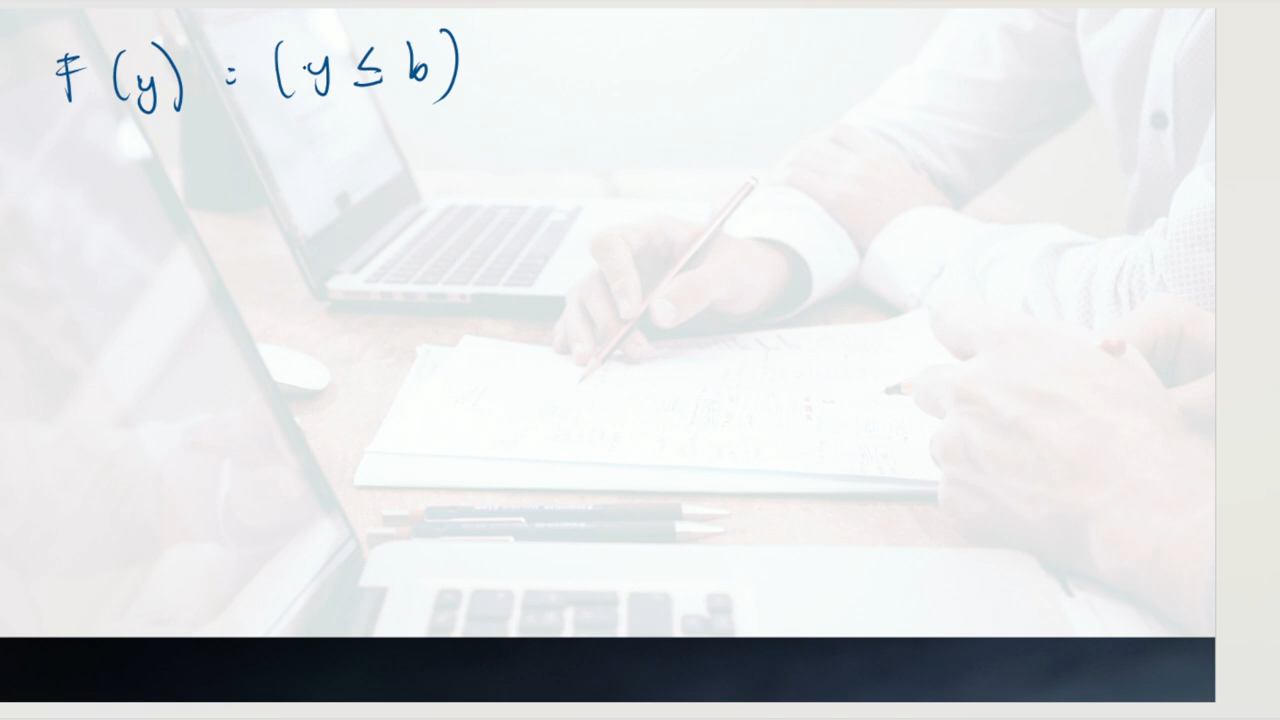 F (y) = (y ≤ b)